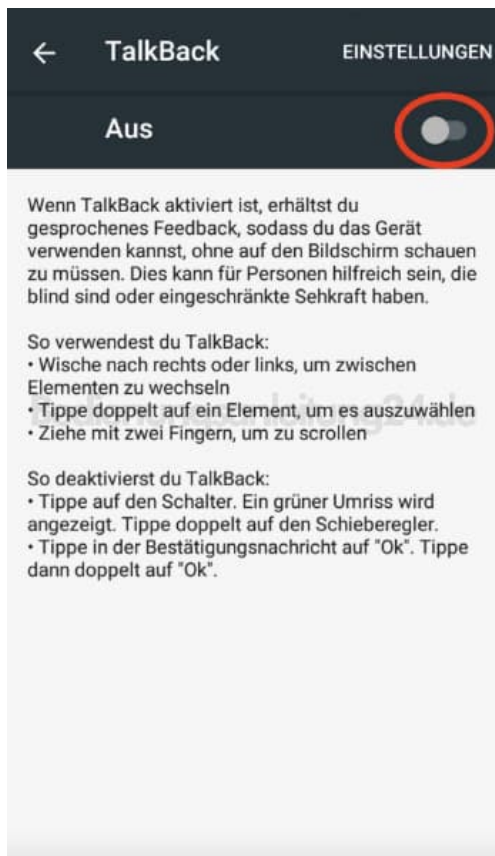 TalkBack
EINSTELLUNGEN
Aus
Wenn TalkBack aktiviert ist, erhältst du
gesprochenes Feedback, sodass du das Gerät
verwenden kannst, ohne auf den Bildschirm schauen
zu müssen. Dies kann für Personen hilfreich sein, die
blind sind oder eingeschränkte Sehkraft haben.
So verwendest du TalkBack:
• Wische nach rechts oder links, um zwischen
Elementen zu wechseln
• Tippe doppelt auf ein Element, um es auszuwählen
• Ziehe mit zwei Fingern, um zu scrollen
So deaktivierst du TalkBack:
• Tippe auf den Schalter. Ein grüner Umriss wird
angezeigt. Tippe doppelt auf den Schieberegler.
• Tippe in der Bestätigungsnachricht auf "Ok". Tippe
dann doppelt auf "Ok".
Bedienungsanleitung24.de